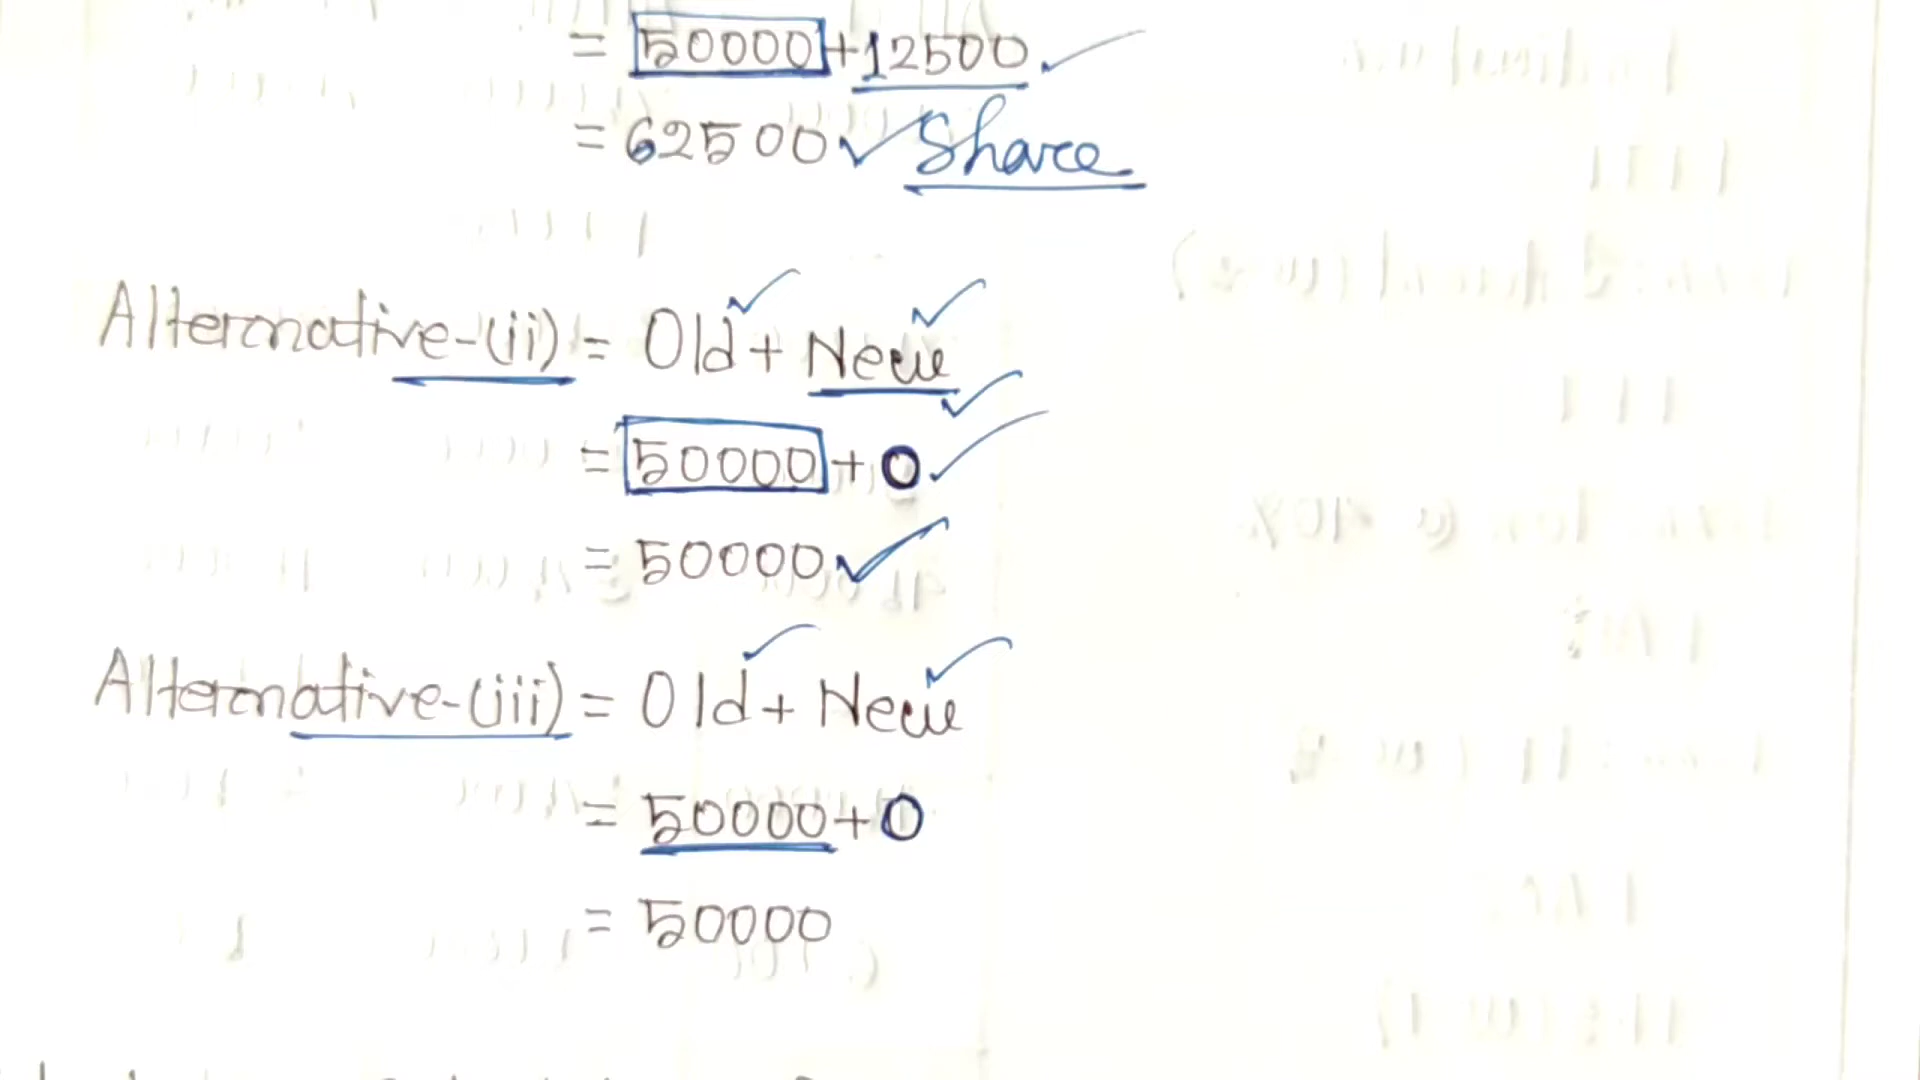 = 50000+12500
= 62500 Share
Alternative-(ii) = Old + New
= 50000 + 0
= 50000
Alternative-(iii) = Old + New
= 50000 + 0
= 50000